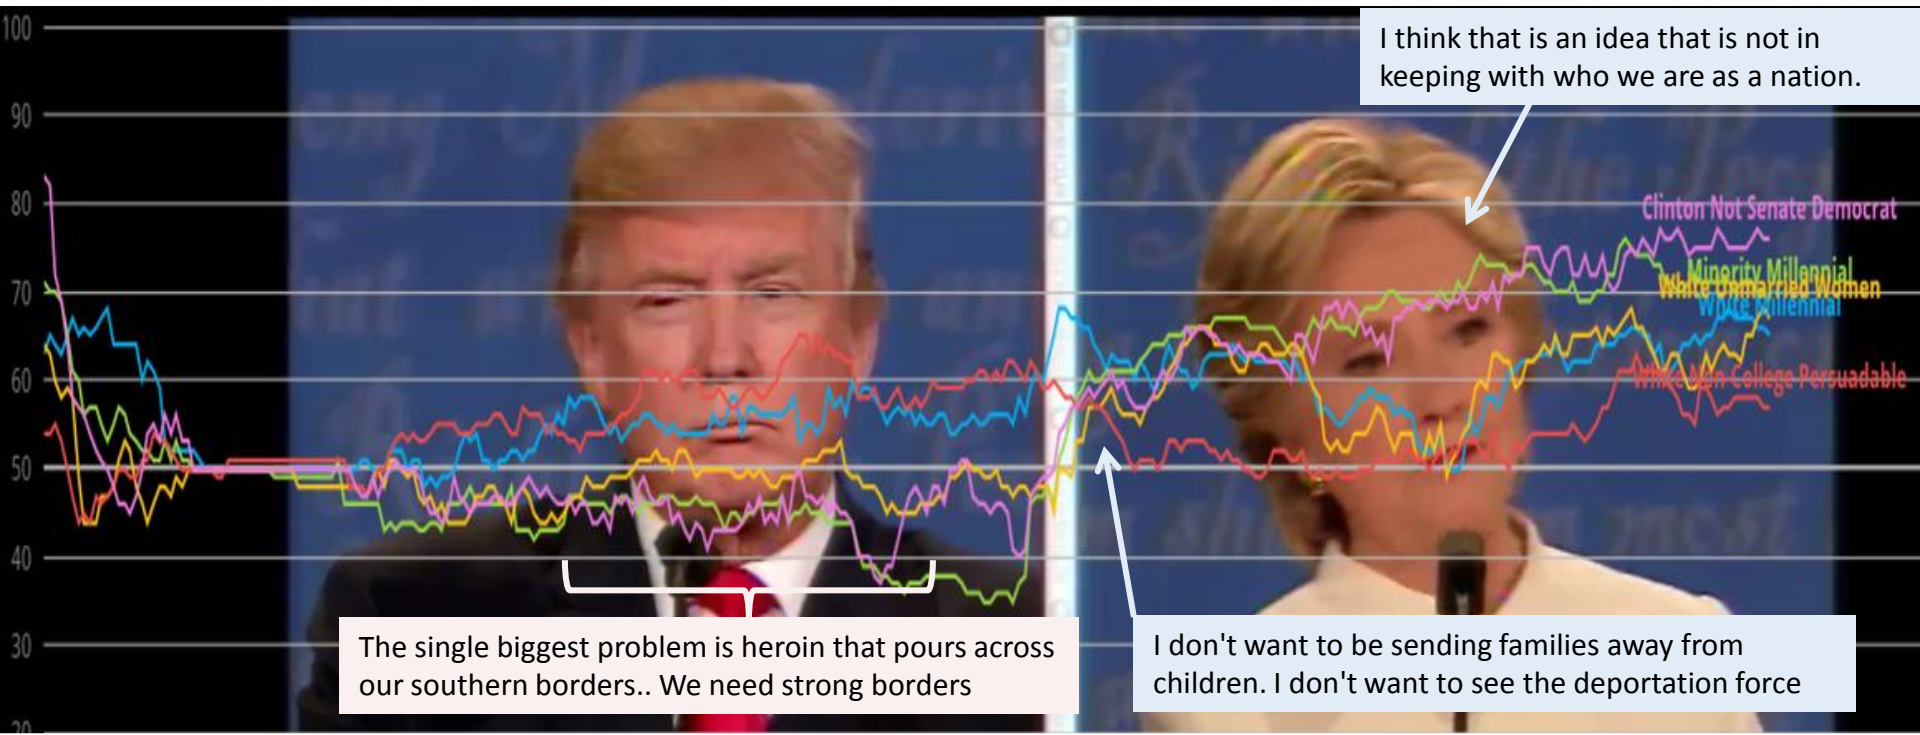 100
90
80
70
60
50
40
30
20
I think that is an idea that is not in
keeping with who we are as a nation.
Clinton Not Senate Democrat
Minority Millennial
White Unmarried Women
White Millennial
White Non College Persuadable
The single biggest problem is heroin that pours across
our southern borders.. We need strong borders
I don't want to be sending families away from
children. I don't want to see the deportation force